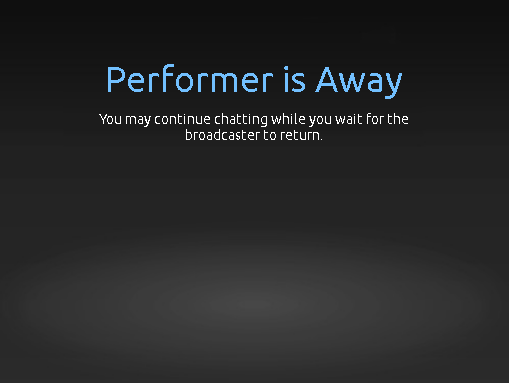 Performer is Away
You may continue chatting while you wait for the
broadcaster to return.